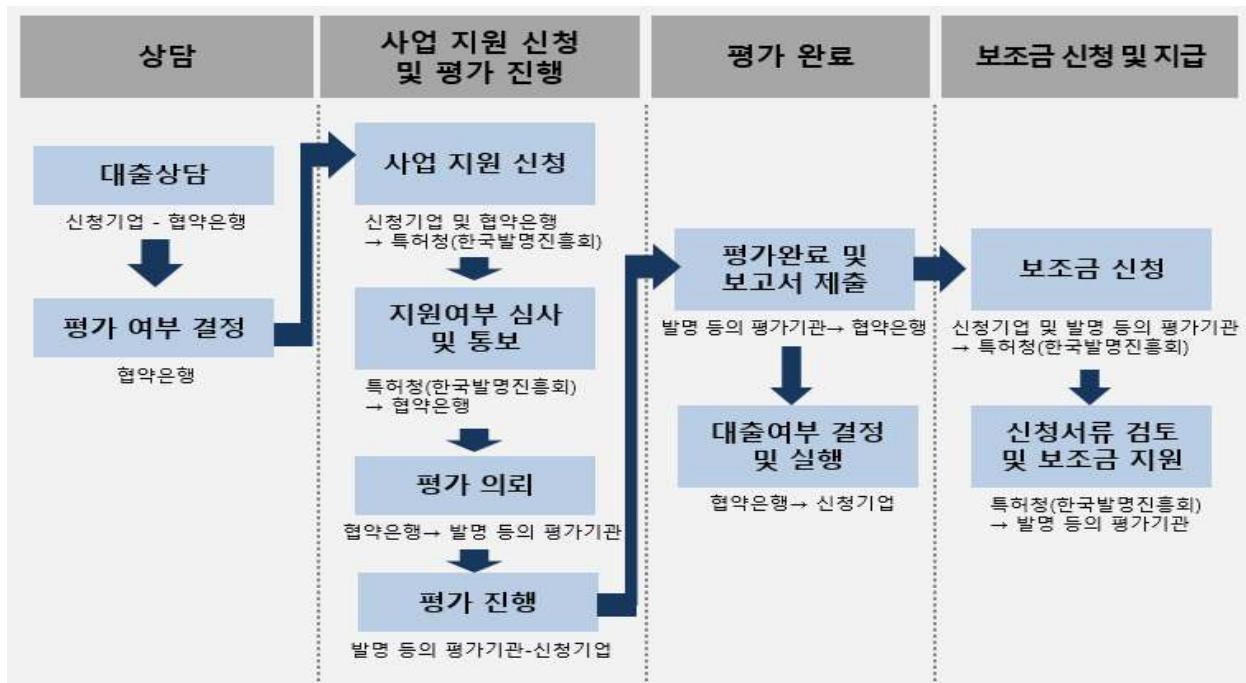 상담
사업 지원 신청
및 평가 진행
평가 완료
보조금 신청 및 지급
대출상담
신청기업 - 협약은행
평가 여부 결정
협약은행
사업 지원 신청
신청기업 및 협약은행
→ 특허청(한국발명진흥회)
지원여부 심사
및 통보
특허청(한국발명진흥회)
→ 협약은행
평가 의뢰
협약은행→ 발명 등의 평가기관
평가 진행
발명 등의 평가기관-신청기업
평가완료 및
보고서 제출
발명 등의 평가기관→ 협약은행
대출여부 결정
및 실행
협약은행→ 신청기업
보조금 신청
신청기업 및 발명 등의 평가기관
→ 특허청(한국발명진흥회)
신청서류 검토
및 보조금 지원
특허청(한국발명진흥회)
→ 발명 등의 평가기관